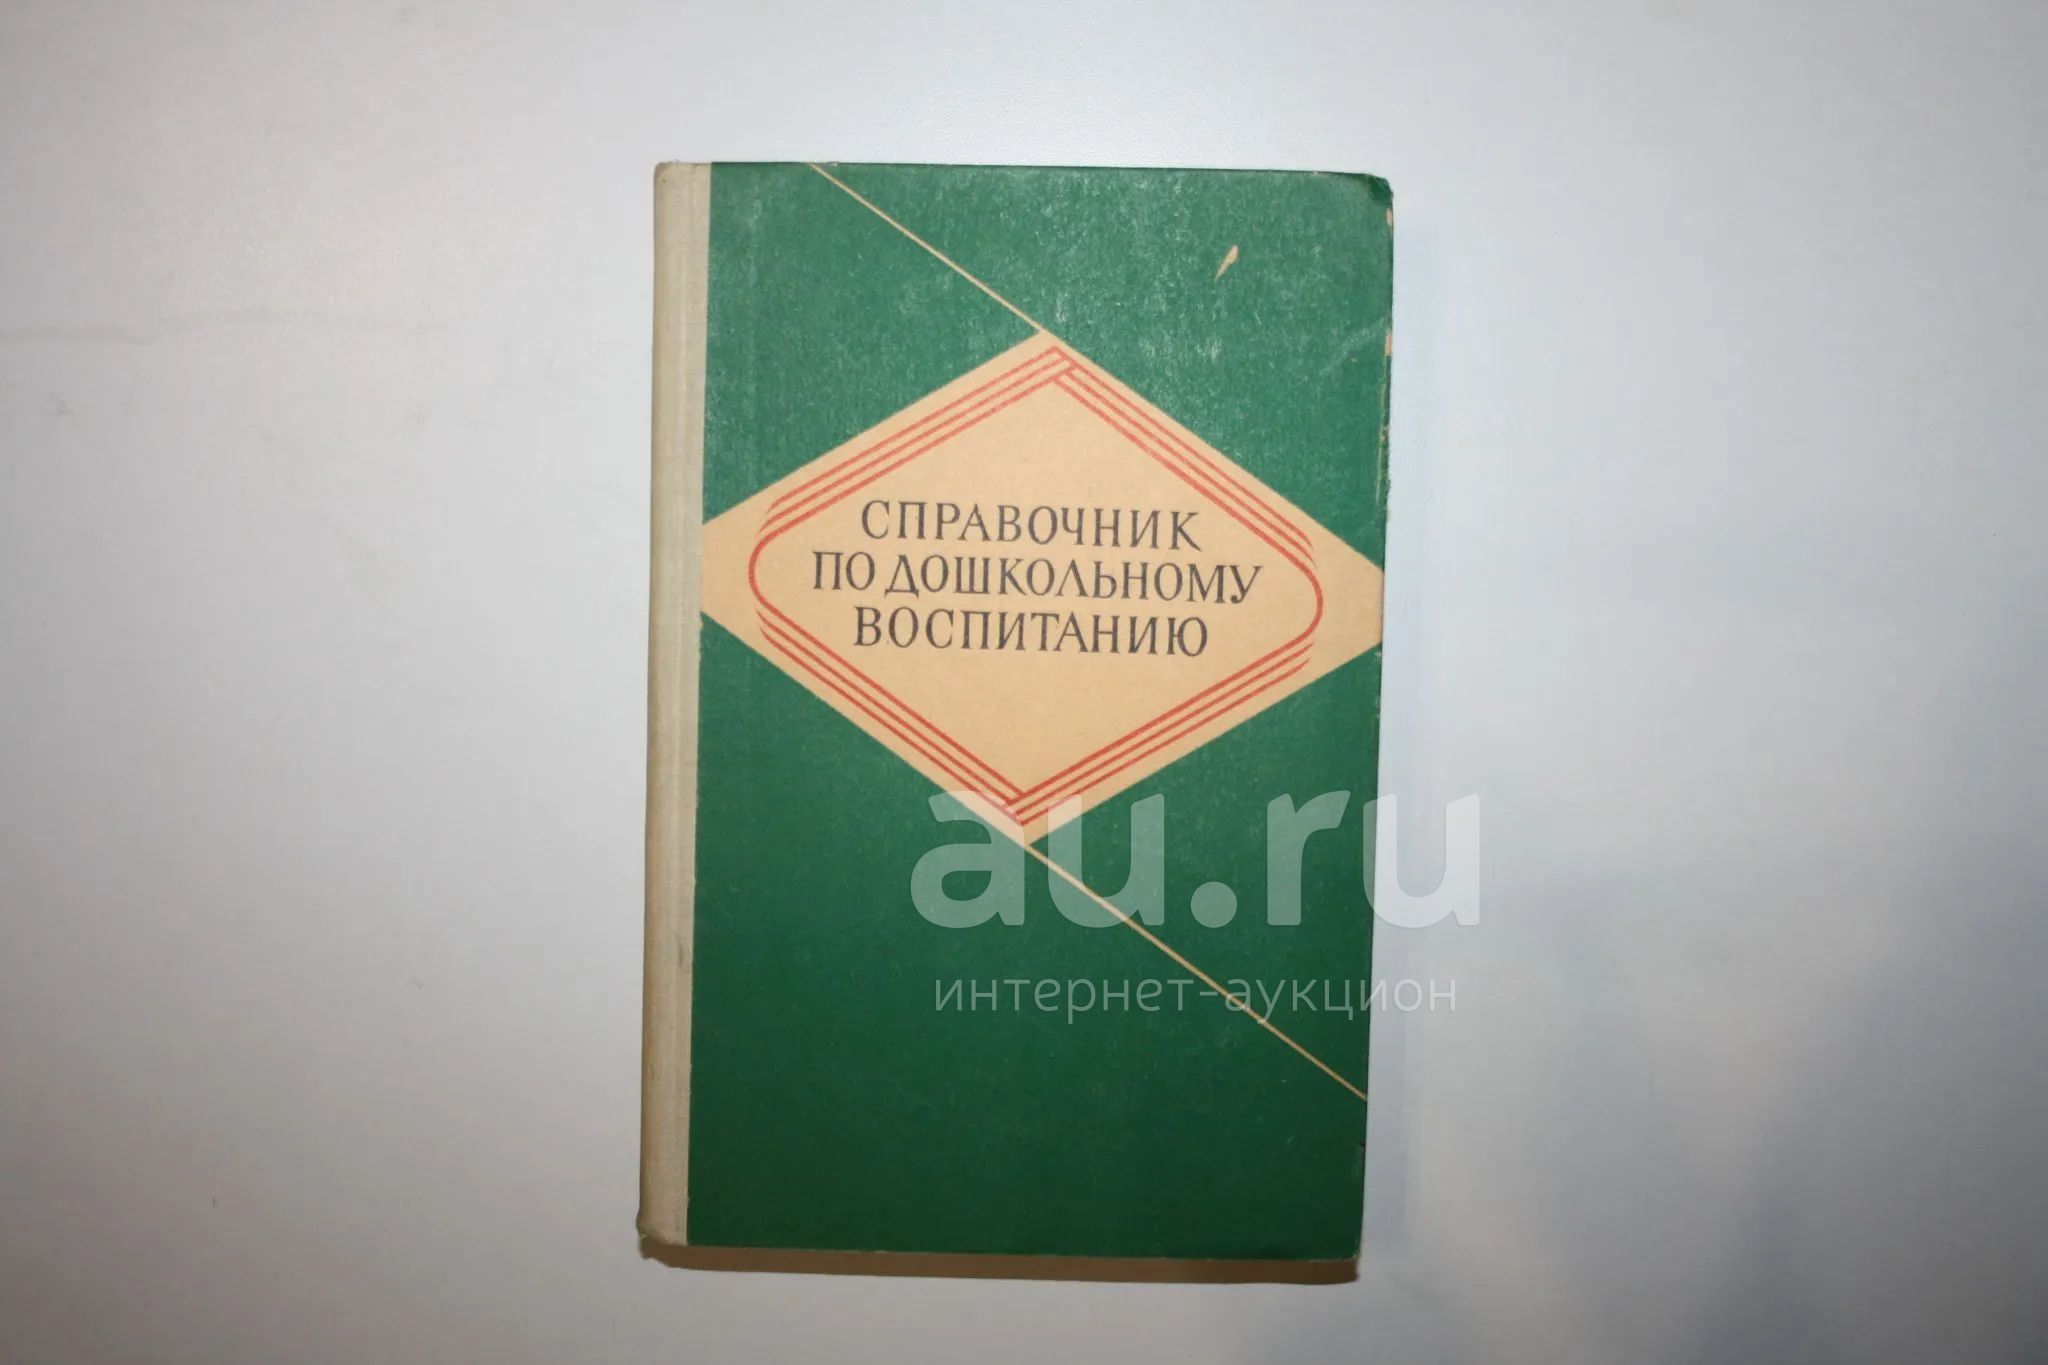 СПРАВОЧНИК
ПО ДОШКОЛЬНОМУ
ВОСПИТАНИЮ
au.ru
интернет-аукцион